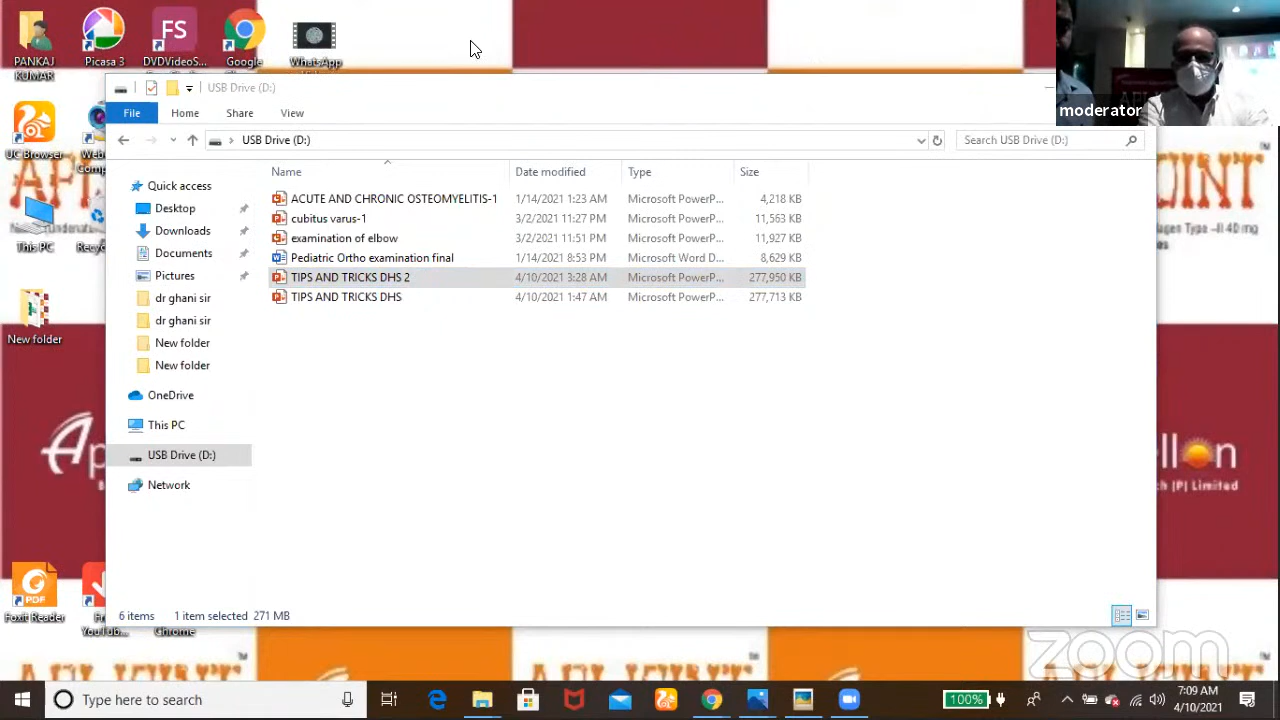 PANKAJ KUMAR
Picasa 3
DVDVideoS...
Google
WhatsApp
UC Browser
This PC
New folder
Foxit Reader
Chrome
USB Drive (D:)
File Home Share View
USB Drive (D:)
Search USB Drive (D:)
Name Date modified Type Size
ACUTE AND CHRONIC OSTEOMYELITIS-1 1/14/2021 1:23 AM Microsoft PowerP... 4,218 KB
cubitus varus-1 3/2/2021 11:27 PM Microsoft PowerP... 11,563 KB
examination of elbow 3/2/2021 11:51 PM Microsoft PowerP... 11,927 KB
Pediatric Ortho examination final 1/14/2021 8:53 PM Microsoft Word D... 8,629 KB
TIPS AND TRICKS DHS 2 4/10/2021 3:28 AM Microsoft PowerP... 277,950 KB
TIPS AND TRICKS DHS 4/10/2021 1:47 AM Microsoft PowerP... 277,713 KB
Quick access
Desktop
Downloads
Documents
Pictures
dr ghani sir
dr ghani sir
New folder
New folder
OneDrive
This PC
USB Drive (D:)
Network
6 items 1 item selected 271 MB
moderator
OINT
llon
(P) Limited
zoom
Type here to search
100%
7:09 AM
4/10/2021